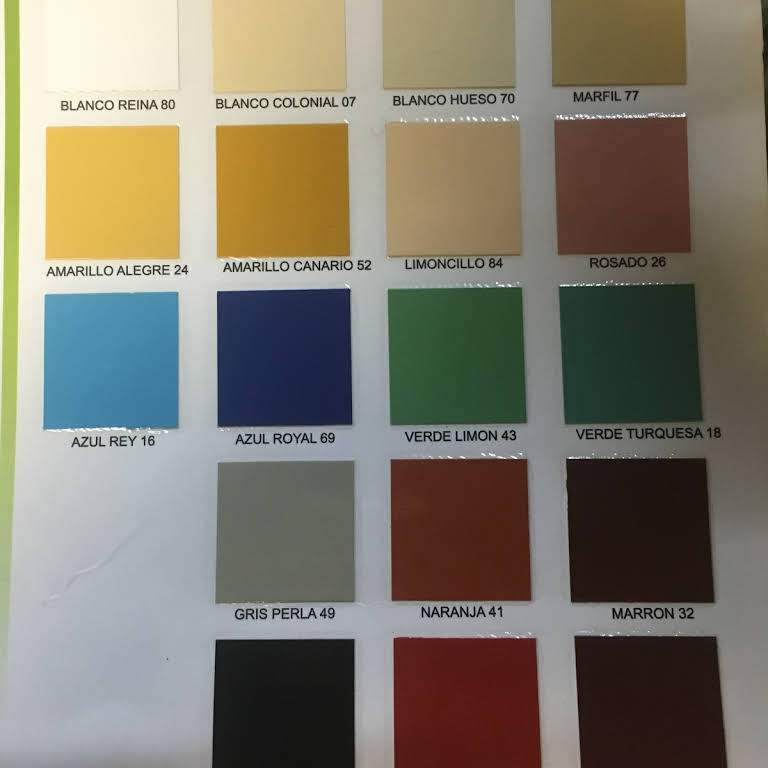 BLANCO REINA 80
BLANCO COLONIAL 07
BLANCO HUESO 70
MARFIL 77
AMARILLO ALEGRE 24
AMARILLO CANARIO 52
LIMONCILLO 84
ROSADO 26
AZUL REY 16
AZUL ROYAL 69
VERDE LIMON 43
VERDE TURQUESA 18
GRIS PERLA 49
NARANJA 41
MARRON 32